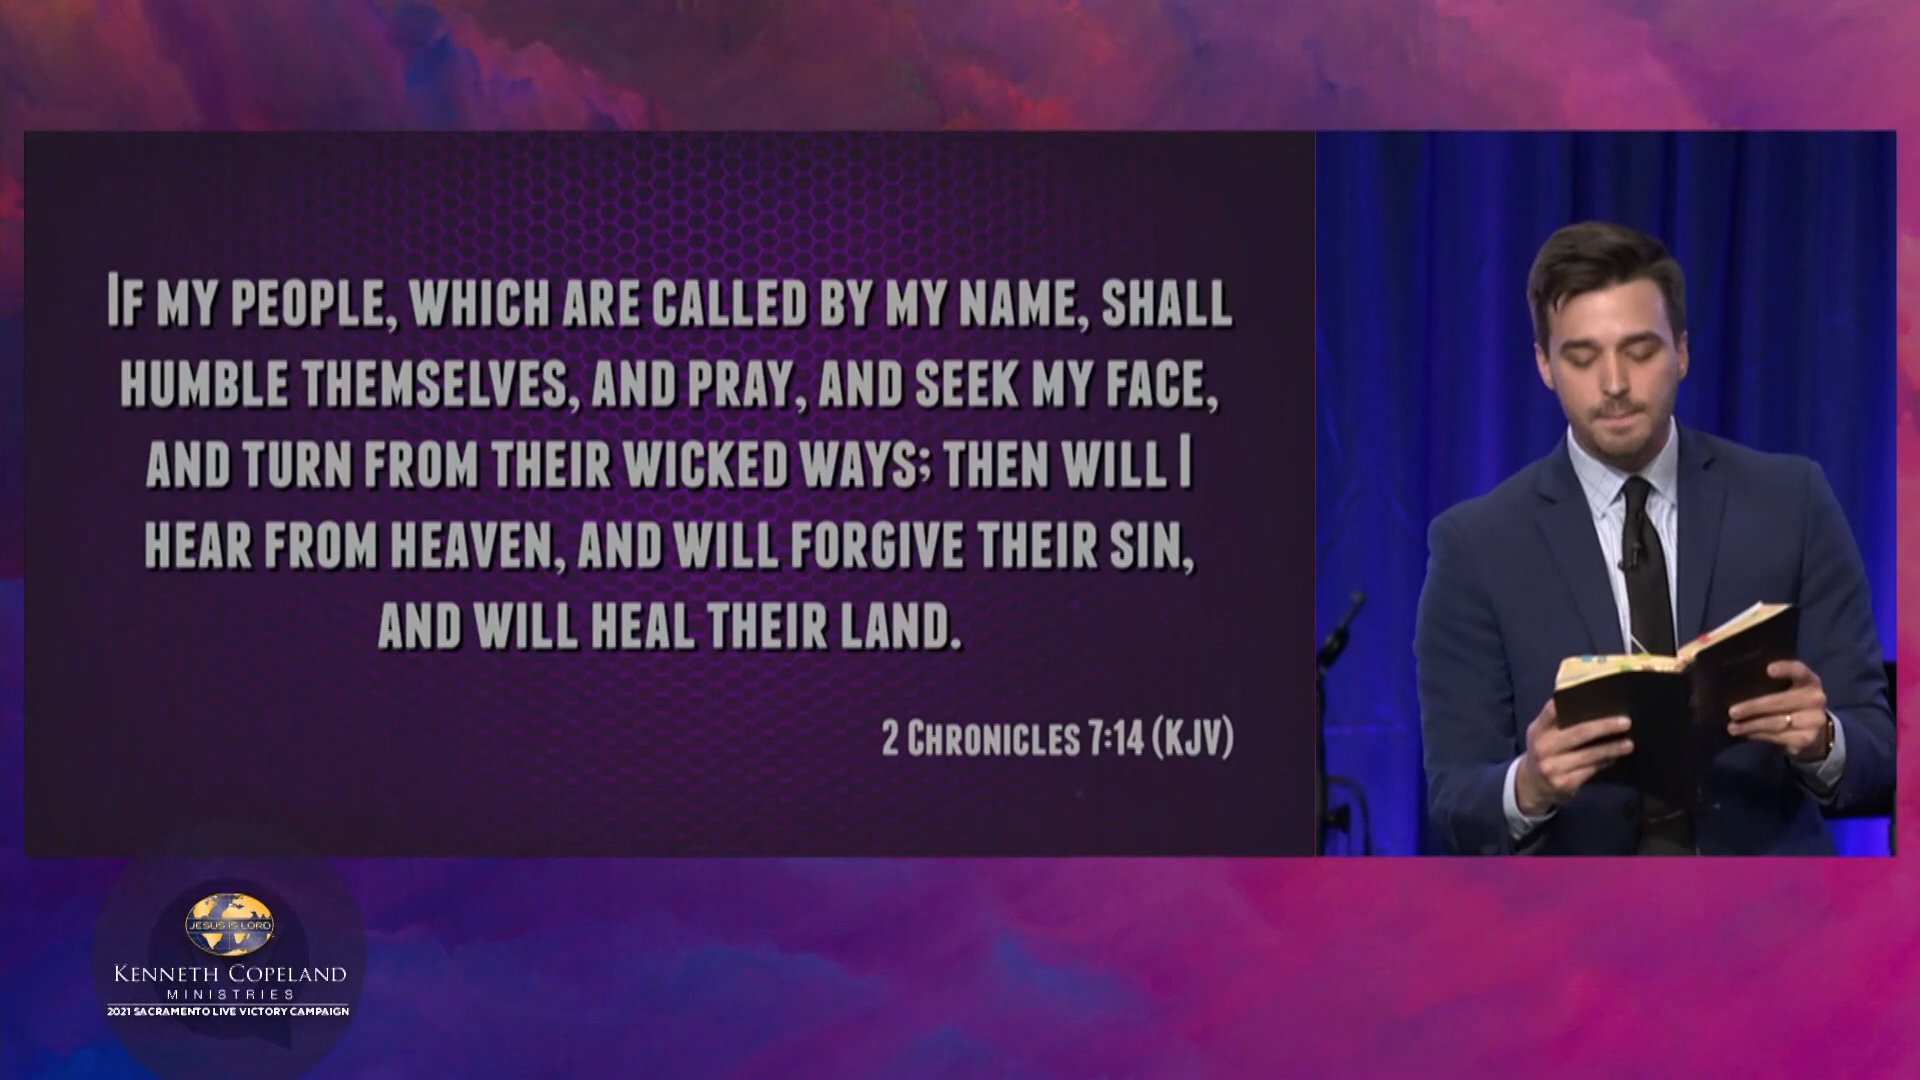 If my people, which are called by my name, shall
humble themselves, and pray, and seek my face,
and turn from their wicked ways; then will I
hear from heaven, and will forgive their sin,
and will heal their land.
2 Chronicles 7:14 (KJV)
JESUS IS LORD
Kenneth Copeland
MINISTRIES
2021 SACRAMENTO LIVE VICTORY CAMPAIGN